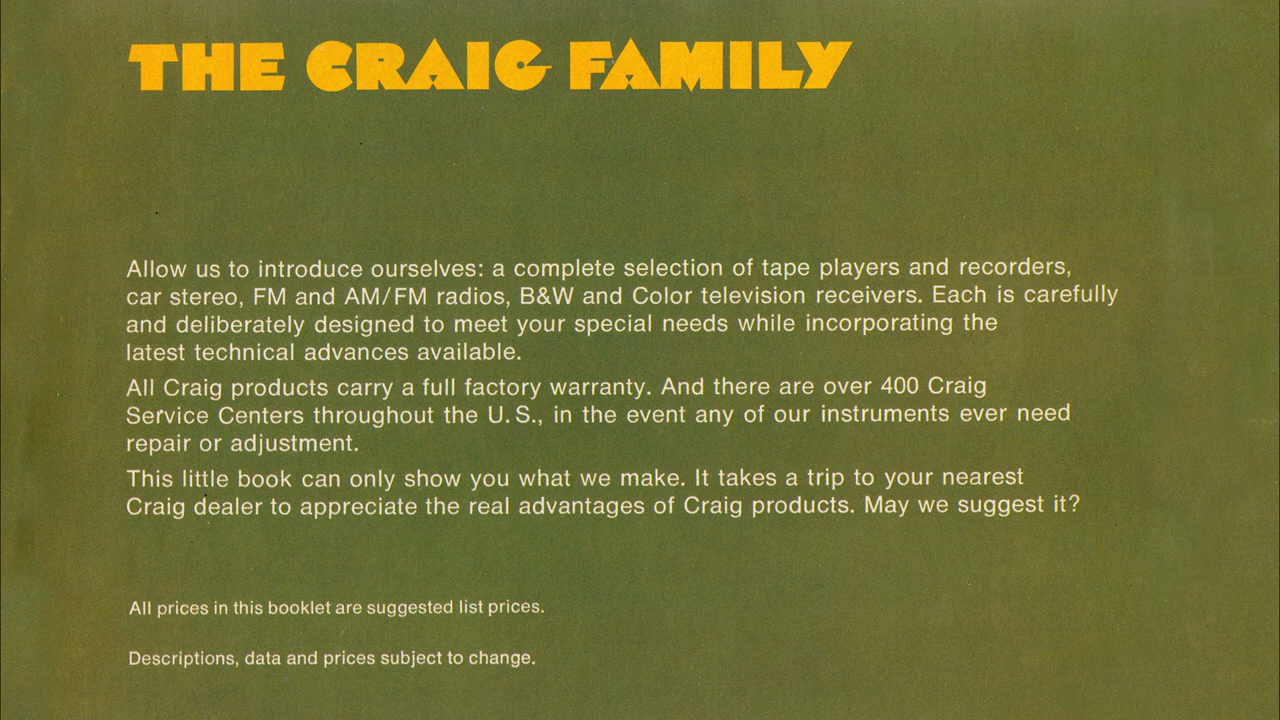 THE CRAIG FAMILY
Allow us to introduce ourselves: a complete selection of tape players and recorders,
car stereo, FM and AM/FM radios, B&W and Color television receivers. Each is carefully
and deliberately designed to meet your special needs while incorporating the
latest technical advances available.
All Craig products carry a full factory warranty. And there are over 400 Craig
Service Centers throughout the U.S., in the event any of our instruments ever need
repair or adjustment.
This little book can only show you what we make. It takes a trip to your nearest
Craig dealer to appreciate the real advantages of Craig products. May we suggest it?
All prices in this booklet are suggested list prices.
Descriptions, data and prices subject to change.